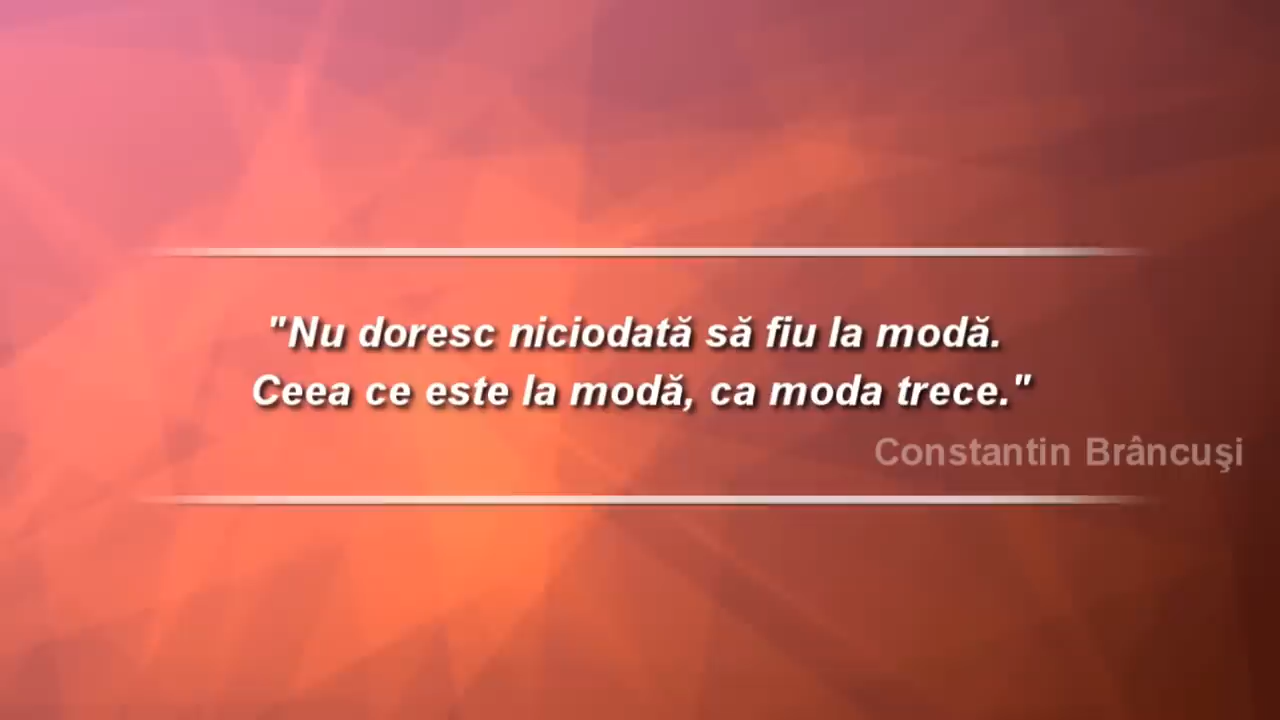 "Nu doresc niciodată să fiu la modă.
Ceea ce este la modă, ca moda trece."
Constantin Brâncuşi